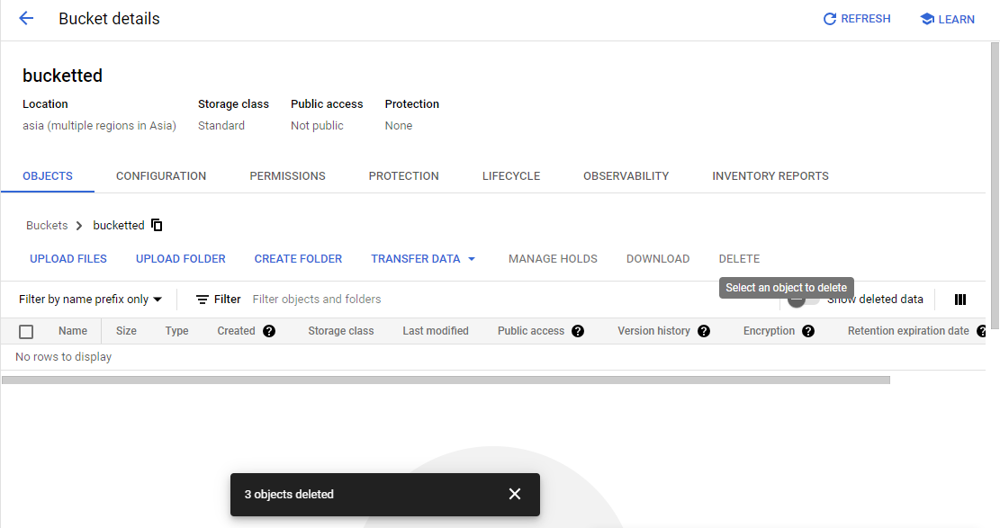 Bucket details
REFRESH
LEARN
bucketted
Location Storage class Public access Protection
asia (multiple regions in Asia) Standard Not public None
OBJECTS CONFIGURATION PERMISSIONS PROTECTION LIFECYCLE OBSERVABILITY INVENTORY REPORTS
Buckets bucketted
UPLOAD FILES UPLOAD FOLDER CREATE FOLDER TRANSFER DATA MANAGE HOLDS DOWNLOAD DELETE
Select an object to delete
Filter by name prefix only Filter Filter objects and folders Show deleted data
Name Size Type Created ? Storage class Last modified Public access ? Version history ? Encryption ? Retention expiration date ?
No rows to display
3 objects deleted